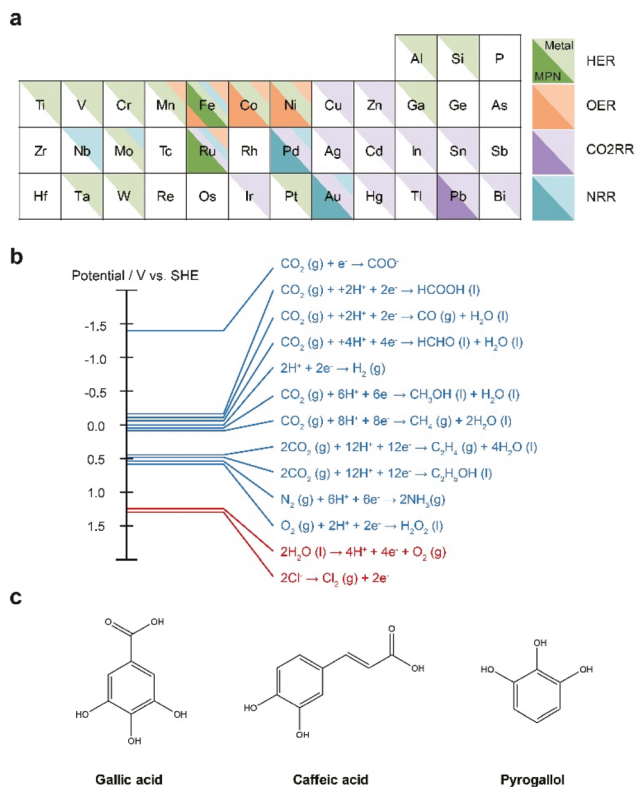 a
Al Si P
Metal
MPN
HER
Ti V Cr Mn Fe Co Ni Cu Zn Ga Ge As
OER
Zr Nb Mo Tc Ru Rh Pd Ag Cd In Sn Sb
CO2RR
Hf Ta W Re Os Ir Pt Au Hg Tl Pb Bi
NRR
b
Potential / V vs. SHE
-1.5
-1.0
-0.5
0.0
0.5
1.0
1.5
CO₂ (g) + e⁻ → COO⁻
CO₂ (g) + +2H⁺ + 2e⁻ → HCOOH (l)
CO₂ (g) + +2H⁺ + 2e⁻ → CO (g) + H₂O (l)
CO₂ (g) + +4H⁺ + 4e⁻ → HCHO (l) + H₂O (l)
2H⁺ + 2e⁻ → H₂ (g)
CO₂ (g) + 6H⁺ + 6e → CH₃OH (l) + H₂O (l)
CO₂ (g) + 8H⁺ + 8e⁻ → CH₄ (g) + 2H₂O (l)
2CO₂ (g) + 12H⁺ + 12e⁻ → C₂H₄ (g) + 4H₂O (l)
2CO₂ (g) + 12H⁺ + 12e⁻ → C₂H₅OH (l)
N₂ (g) + 6H⁺ + 6e⁻ → 2NH₃(g)
O₂ (g) + 2H⁺ + 2e⁻ → H₂O₂ (l)
2H₂O (l) → 4H⁺ + 4e⁻ + O₂ (g)
2Cl⁻ → Cl₂ (g) + 2e⁻
c
O OH
HO OH
OH
O
OH
HO
OH
OH
HO OH
Gallic acid Caffeic acid Pyrogallol